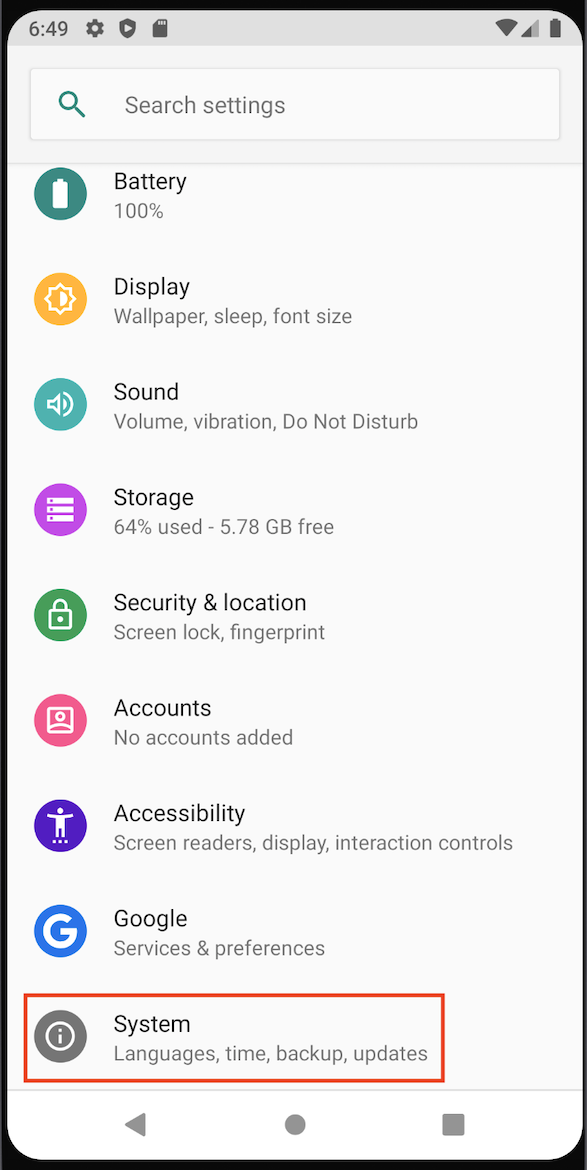 6:49
Search settings
Battery
100%
Display
Wallpaper, sleep, font size
Sound
Volume, vibration, Do Not Disturb
Storage
64% used - 5.78 GB free
Security & location
Screen lock, fingerprint
Accounts
No accounts added
Accessibility
Screen readers, display, interaction controls
Google
Services & preferences
System
Languages, time, backup, updates